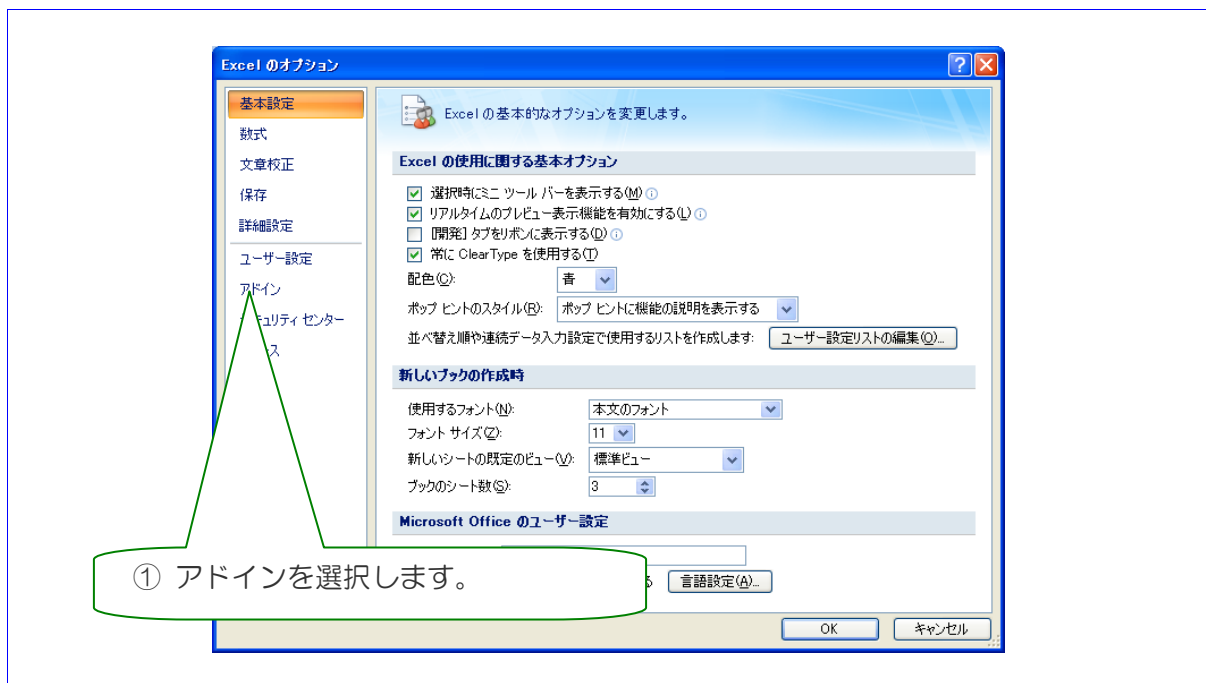 Excel のオプション
基本設定
数式
文章校正
保存
詳細設定
ユーザー設定
アドイン
キュリティ センター
ス
Excel の基本的なオプションを変更します。
Excel の使用に関する基本オプション
選択時にミニ ツール バーを表示する(M)
リアルタイムのプレビュー表示機能を有効にする(L)
[開発] タブをリボンに表示する(D)
常に ClearType を使用する(T)
配色(C): 青
ポップ ヒントのスタイル(R): ポップ ヒントに機能の説明を表示する
並べ替え順や連続データ入力設定で使用するリストを作成します: ユーザー設定リストの編集(O)...
新しいブックの作成時
使用するフォント(N): 本文のフォント
フォント サイズ(Z): 11
新しいシートの既定のビュー(V): 標準ビュー
ブックのシート数(S): 3
Microsoft Office のユーザー設定
言語設定(A)...
① アドインを選択します。
OK キャンセル